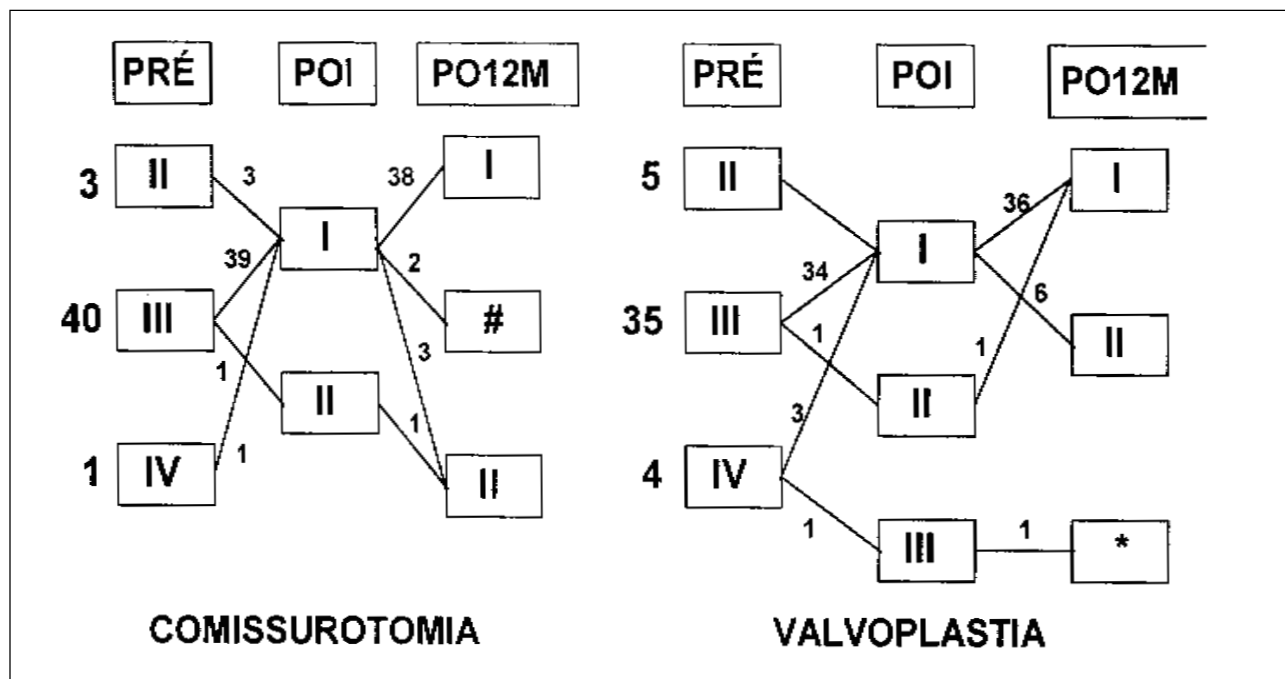 PRÉ POI PO12M PRÉ POI PO12M
3 II 3 38 I 5 II 36 I
I I
39 2 34 6
40 III # 35 III II
1 3 1 1
II 1 3 II
1 IV 1 II 4 IV
1 III 1 *
COMISSUROTOMIA VALVOPLASTIA